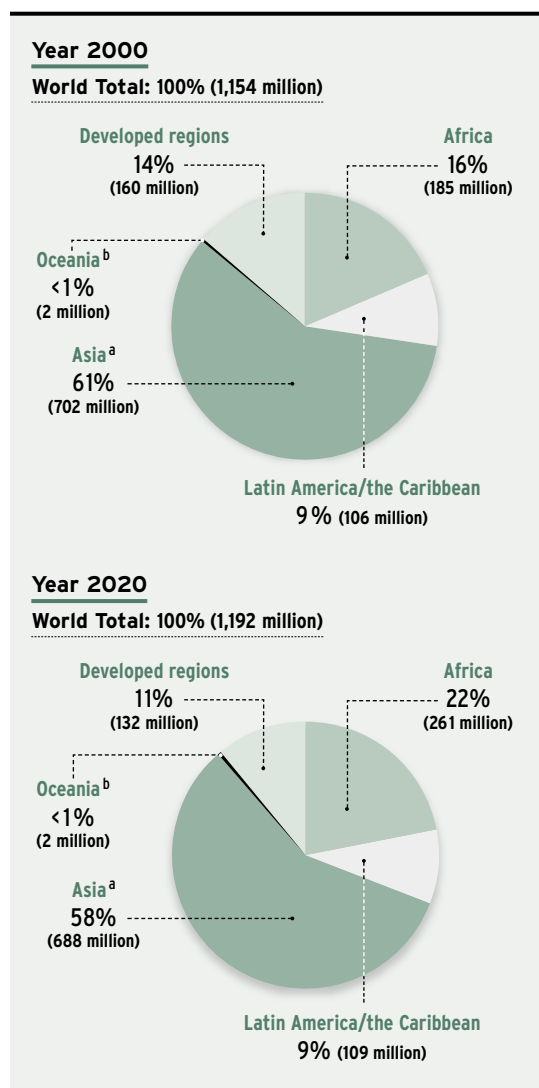 Year 2000
World Total: 100% (1,154 million)
Developed regions
14%
(160 million)
Africa
16%
(185 million)
Oceania b
<1%
(2 million)
Asia a
61%
(702 million)
Latin America/the Caribbean
9% (106 million)
Year 2020
World Total: 100% (1,192 million)
Developed regions
11%
(132 million)
Africa
22%
(261 million)
Oceania b
<1%
(2 million)
Asia a
58%
(688 million)
Latin America/the Caribbean
9% (109 million)